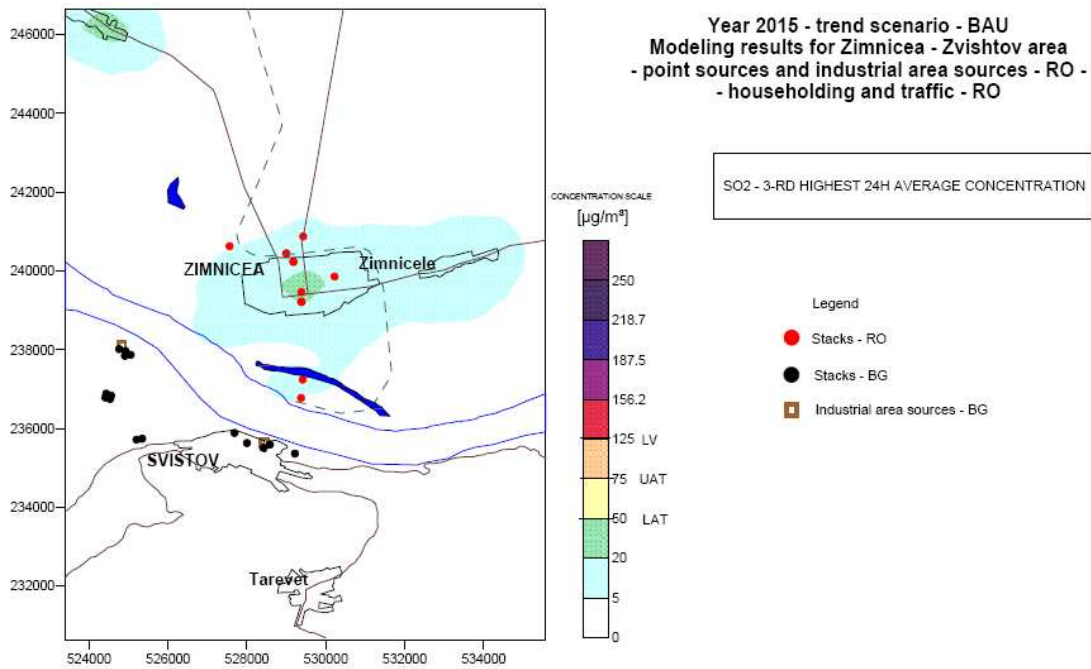 Year 2015 - trend scenario - BAU
Modeling results for Zimnicea - Zvishtov area
- point sources and industrial area sources - RO -
- householding and traffic - RO
SO2 - 3-RD HIGHEST 24H AVERAGE CONCENTRATION
CONCENTRATION SCALE
[µg/m³]
250
218.7
187.5
156.2
125 LV
75 UAT
50 LAT
20
5
0
Legend
Stacks - RO
Stacks - BG
Industrial area sources - BG
246000
244000
242000
240000
238000
236000
234000
232000
524000 526000 528000 530000 532000 534000
ZIMNICEA
Zimnicele
SVISTOV
Tarevet